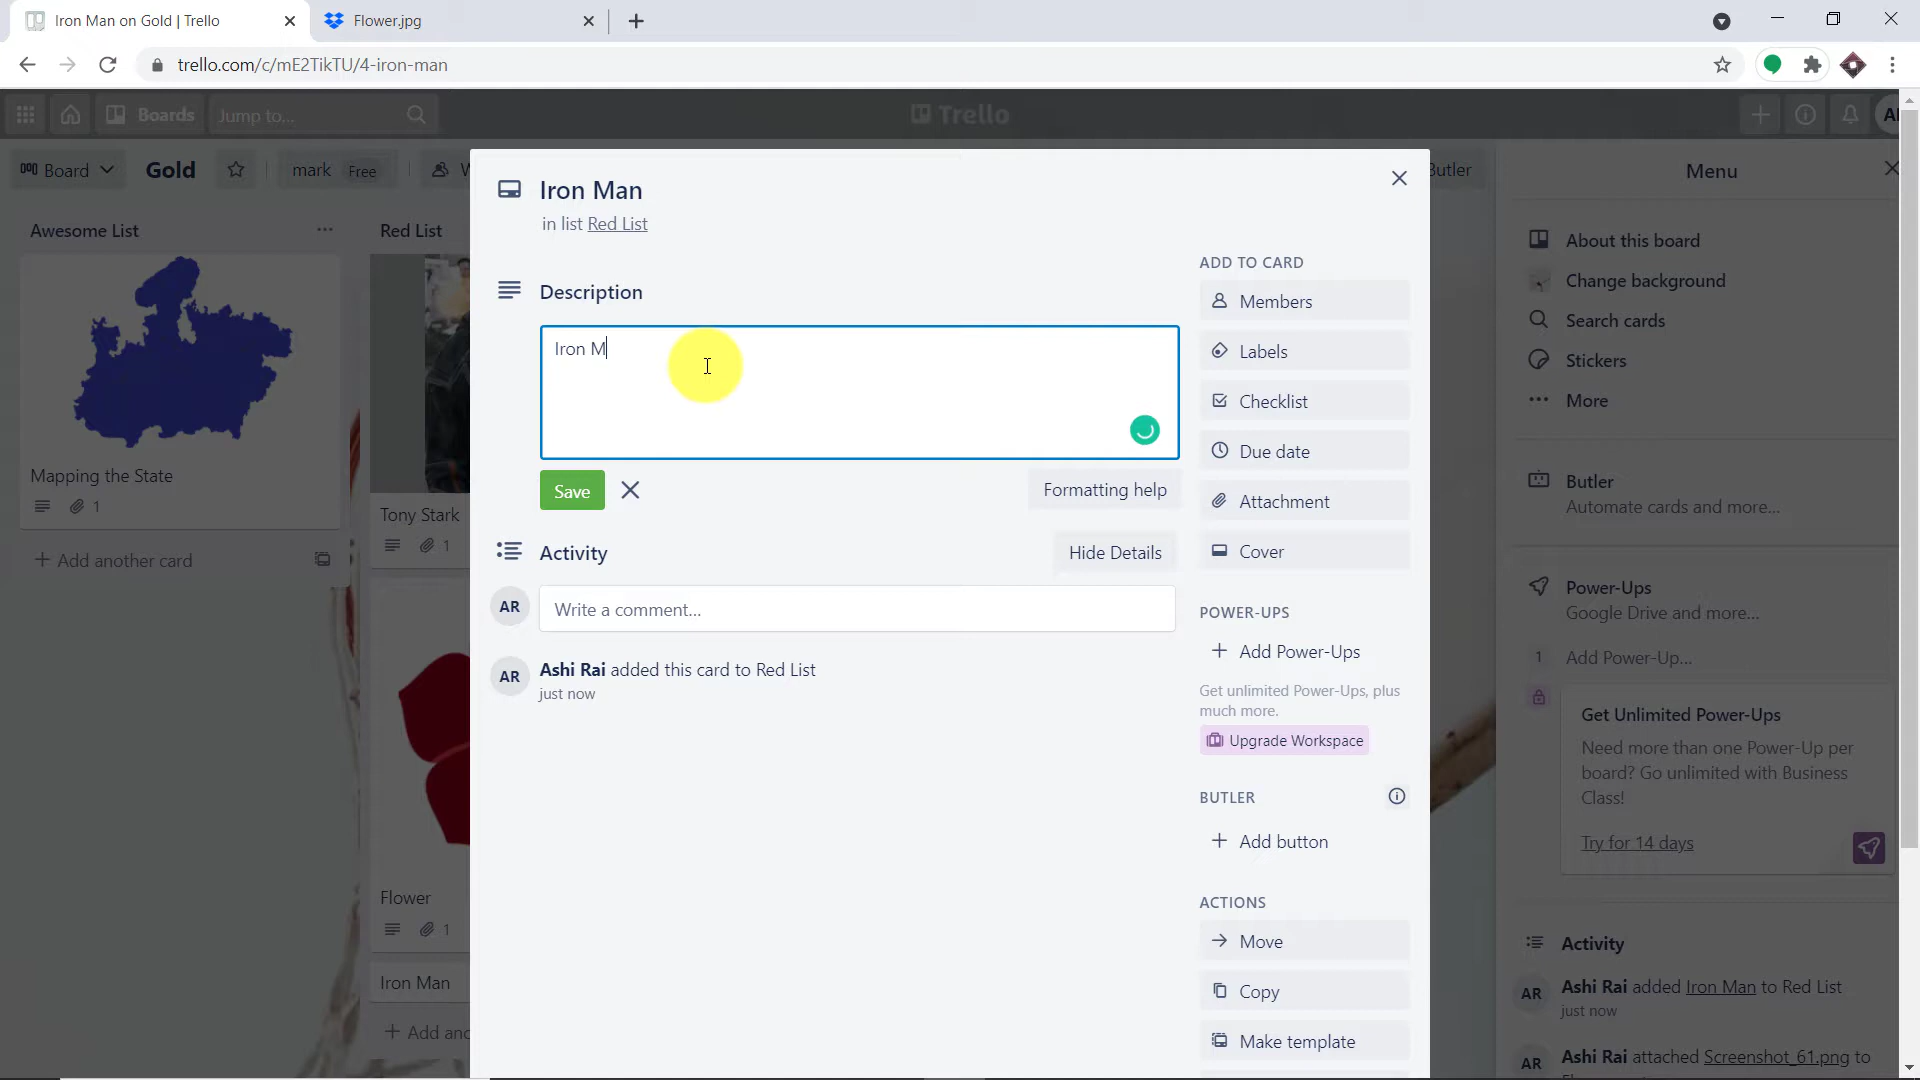 Iron Man on Gold | Trello
Flower.jpg
trello.com/c/mE2TikTU/4-iron-man
Boards
Jump to...
Trello
AR
Board
Gold
mark Free
W
Butler
Menu
Awesome List
Red List
Mapping the State
1
Add another card
Tony Stark
1
Flower
1
Iron Man
Iron Man
in list Red List
Description
Iron M
Save
Formatting help
Activity
Hide Details
AR
Write a comment...
AR
Ashi Rai added this card to Red List
just now
ADD TO CARD
Members
Labels
Checklist
Due date
Attachment
Cover
POWER-UPS
Add Power-Ups
Get unlimited Power-Ups, plus
much more.
Upgrade Workspace
BUTLER
Add button
ACTIONS
Move
Copy
Make template
About this board
Change background
Search cards
Stickers
More
Butler
Automate cards and more...
Power-Ups
Google Drive and more...
1 Add Power-Up...
Get Unlimited Power-Ups
Need more than one Power-Up per
board? Go unlimited with Business
Class!
Try for 14 days
Activity
AR
Ashi Rai added Iron Man to Red List
just now
AR
Ashi Rai attached Screenshot_61.png to